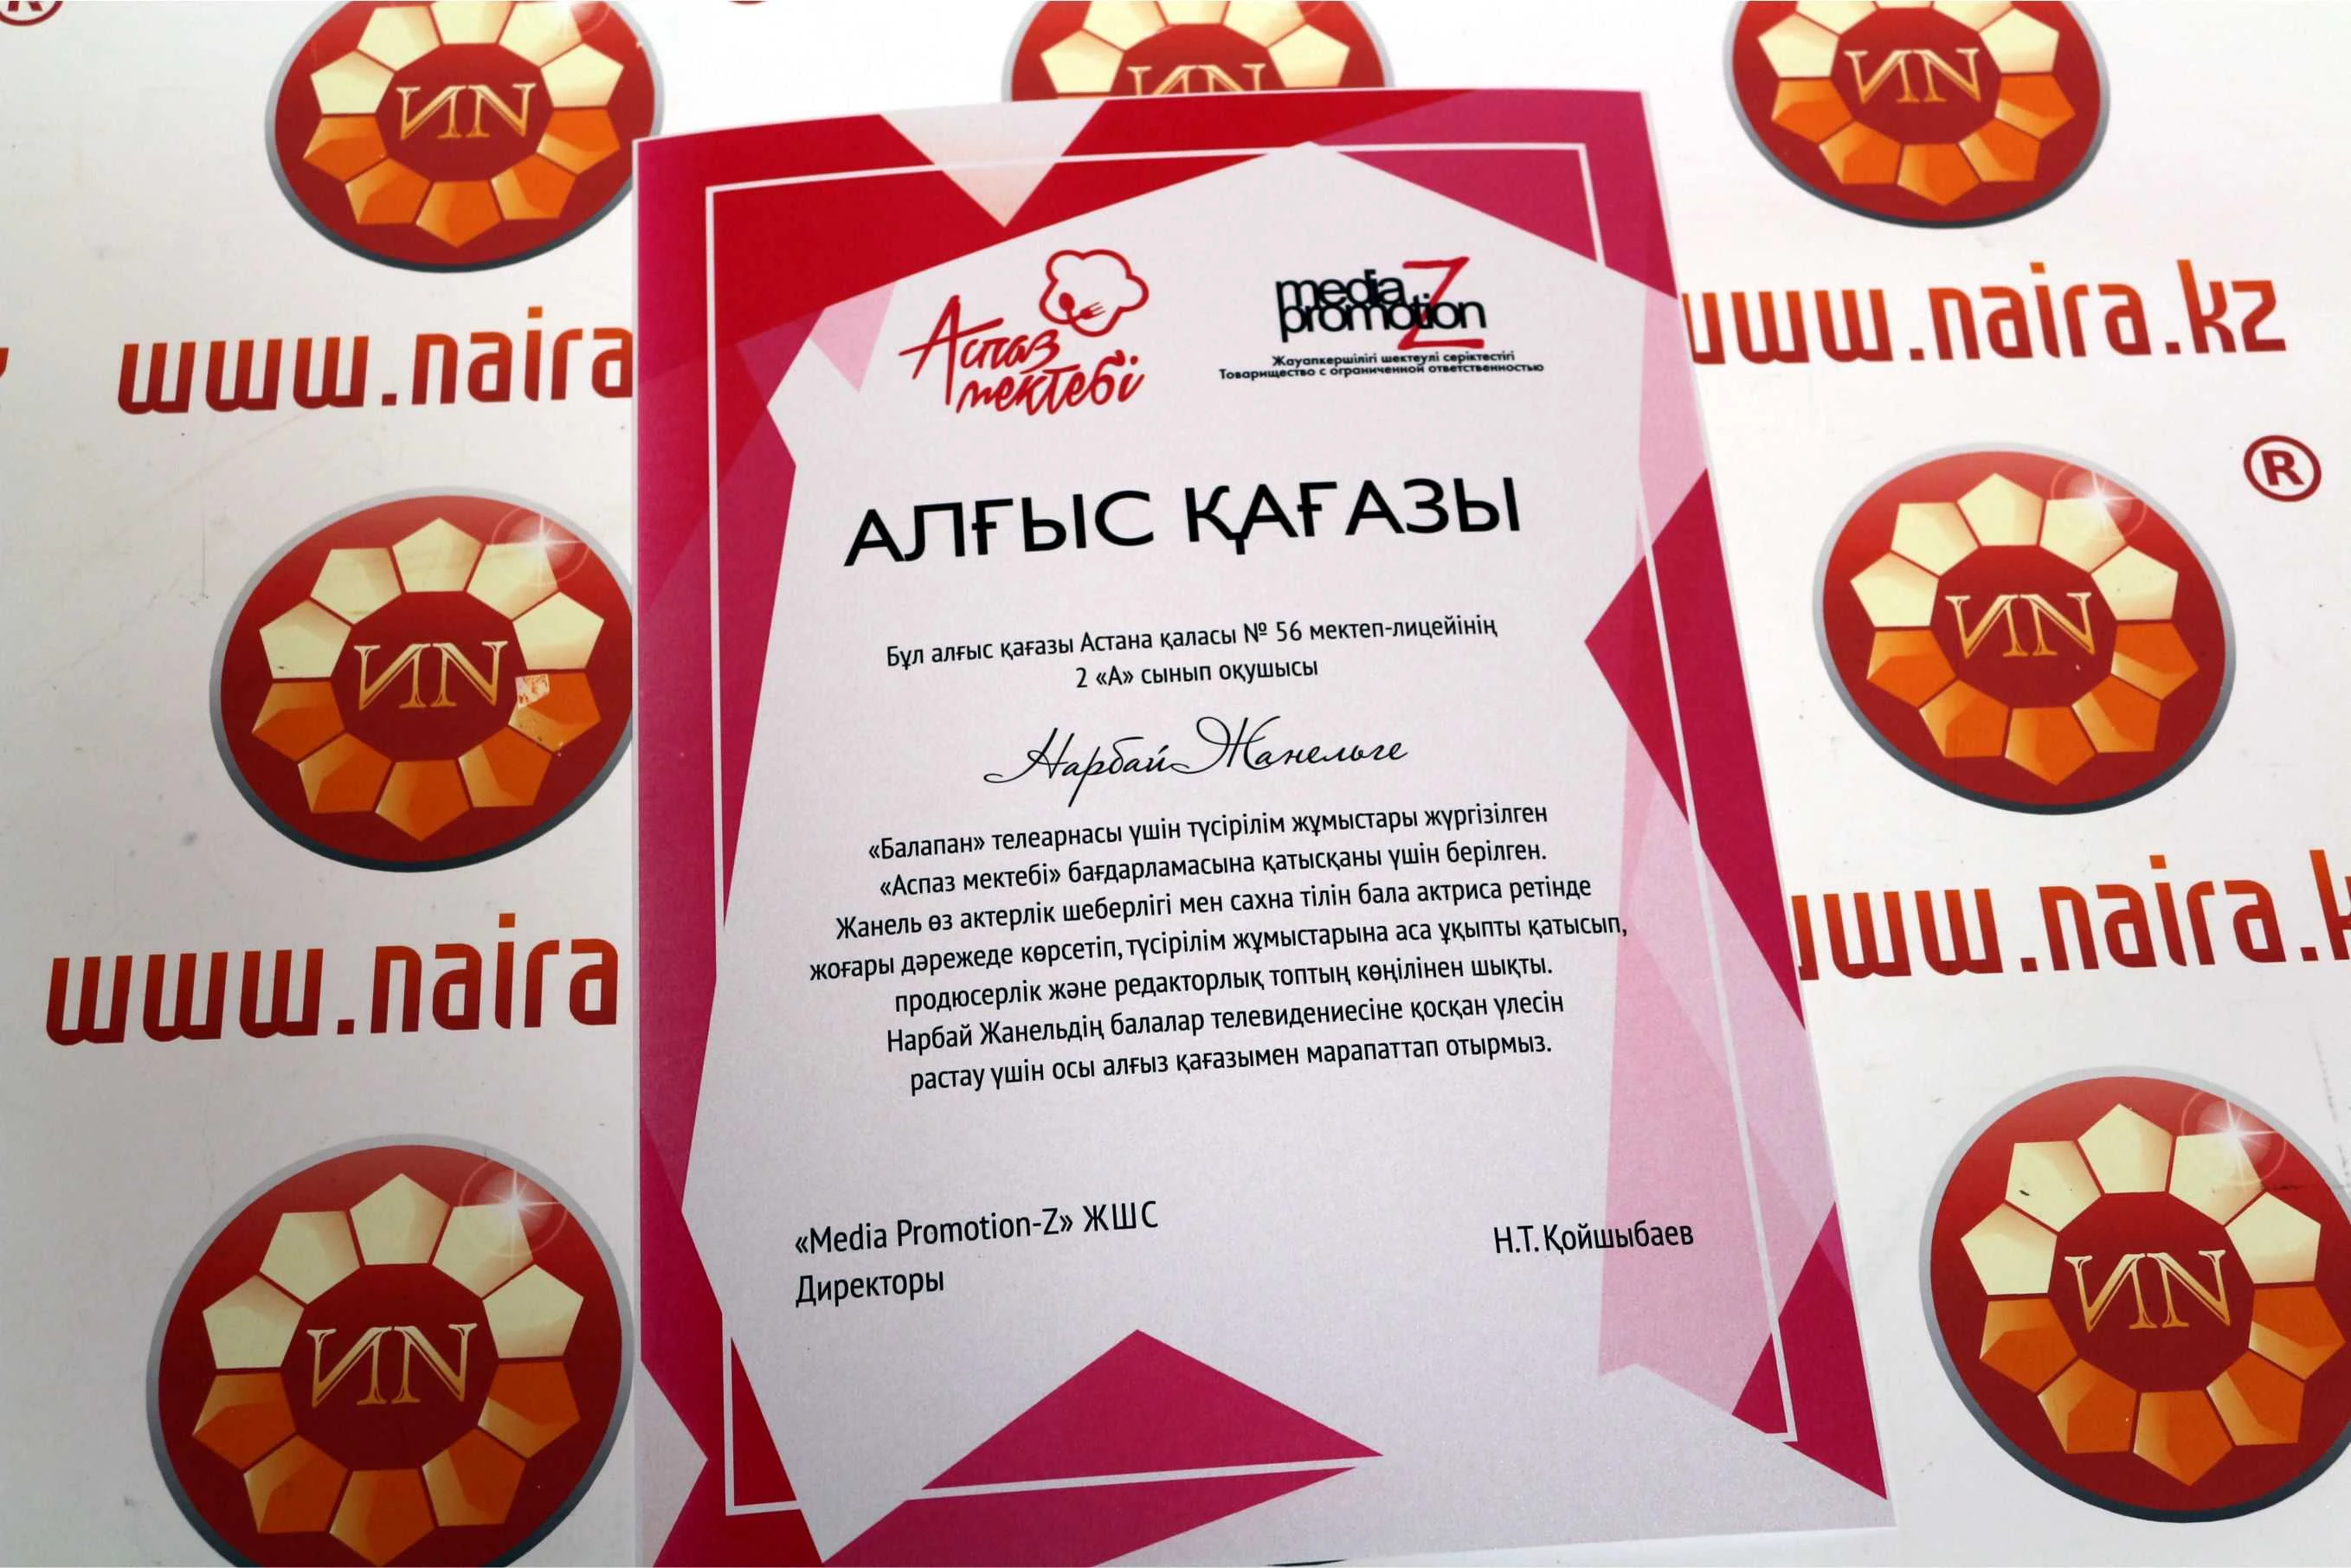 ®
ИN
ИN
ИN
www.naira
www.naira.kz
Аспаз
мектебі
media
promotion
Z
Жауапкершілігі шектеулі серіктестігі
Товарищество с ограниченной ответственностью
®
АЛҒЫС ҚАҒАЗЫ
ИN
ИN
Бұл алғыс қағазы Астана қаласы № 56 мектеп-лицейінің
2 «А» сынып оқушысы
Нарбай Жанельге
«Балапан» телеарнасы үшін түсірілім жұмыстары жүргізілген
«Аспаз мектебі» бағдарламасына қатысқаны үшін берілген.
Жанель өз актерлік шеберлігі мен сахна тілін бала актриса ретінде
жоғары дәрежеде көрсетіп, түсірілім жұмыстарына аса ұқыпты қатысып,
продюсерлік және редакторлық топтың көңілінен шықты.
Нарбай Жанельдің балалар телевидениесіне қосқан үлесін
растау үшін осы алғыз қағазымен марапаттап отырмыз.
www.naira
www.naira.k
«Media Promotion-Z» ЖШС
Директоры
Н.Т. Қойшыбаев
ИN
ИN